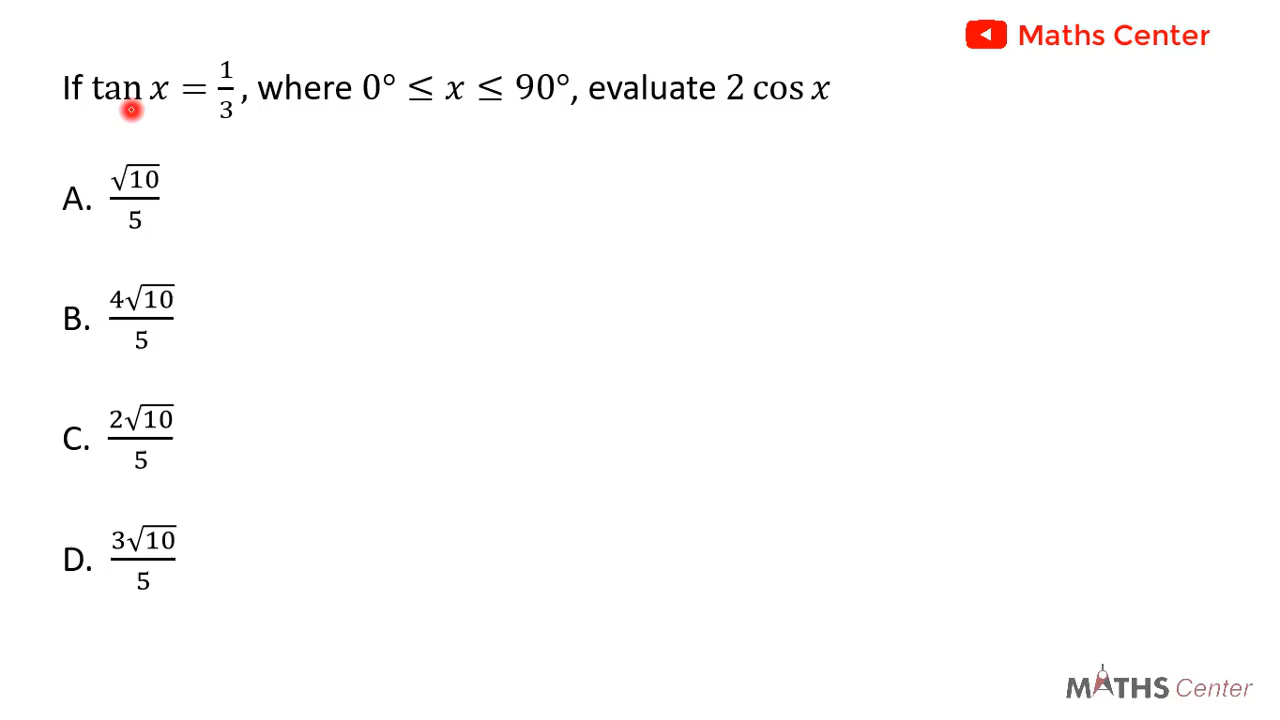 Maths Center
If tan x = 1/3, where 0° ≤ x ≤ 90°, evaluate 2 cos x
A. √10/5
B. 4√10/5
C. 2√10/5
D. 3√10/5
MATHS Center